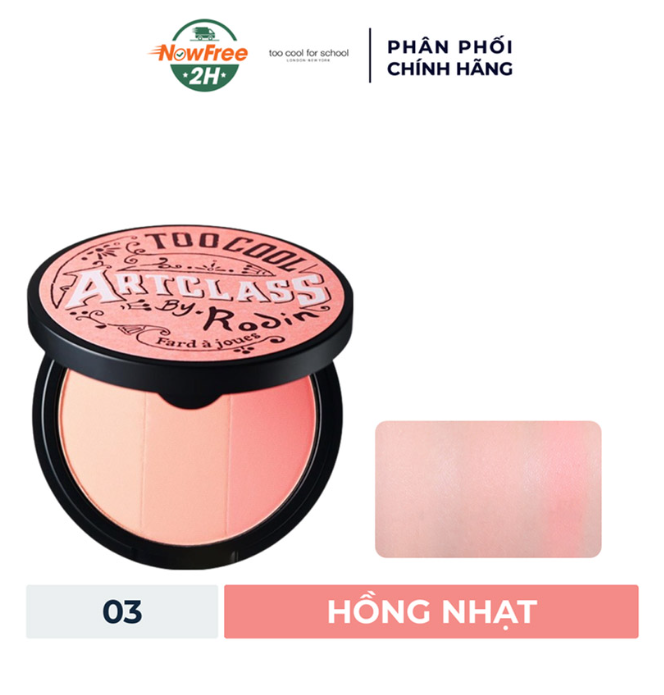 NowFree
2H
too cool for school
LONDON NEW YORK
PHÂN PHỐI
CHÍNH HÃNG
TOO COOL
ARTCLASS
By. Rodin
Fard à joues
03
HỒNG NHẠT